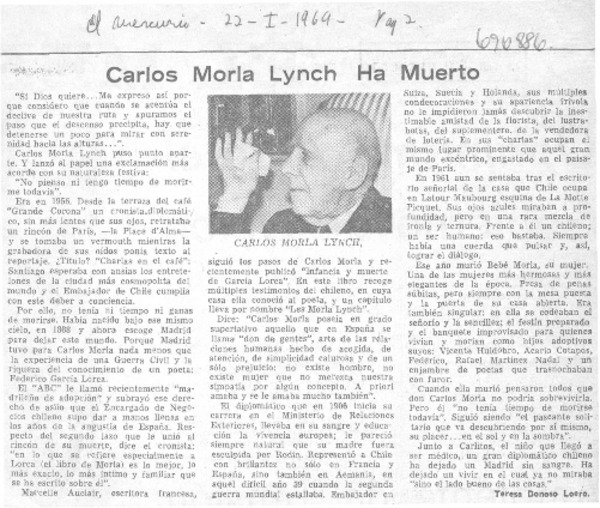 El Mercurio - 22-I-1969 - Pag 2.
690886.
Carlos Morla Lynch Ha Muerto
"Si Dios quiere... Me expreso así por-
que considero que cuando se acentúa el
declive de nuestra ruta y apuramos el
paso que el descenso precipita, hay que
detenerse un poco para mirar con sere-
nidad hacia las alturas...".
Carlos Morla Lynch puso punto apar-
te. Y lanzó al papel una exclamación más
acorde con su naturaleza festiva:
"No piensa ni tengo tiempo de morir-
me todavía".
Era en 1956. Desde la terraza del café
"Grande Corona" un cronista diplomáti-
co, sin más lentes que sus ojos, retrataba
un rincón de París, —la Place d'Alma—
y se tomaba un vermouth mientras la
grabadora de sus oídos ponía texto al
reportaje. ¿Título? "Charlas en el café";
Santiago esperaba con ansias los entrete-
lones de la ciudad más cosmopolita del
mundo y el Embajador de Chile cumplía
con este deber a conciencia.
Por ello, no tenía ni tiempo ni ganas
de morirse. Había nacido bajo ese mismo
cielo, en 1888 y ahora escoge Madrid
para dejar este mundo. Porque Madrid
tuvo para Carlos Morla nada menos que
la experiencia de una Guerra Civil y la
riqueza del conocimiento de un poeta:
Federico García Lorca.
El "ABC" le llamó recientemente "ma-
drileño de adopción" y subrayó ese dere-
cho de asilo que el Encargado de Nego-
cios chileno supo dar a manos llenas en
los años de la angustia de España. Res-
pecto del segundo lazo que le unió al
rincón de su muerte, dice el cronista:
"en lo que se refiere especialmente a
Lorca (el libro de Morla) es lo mejor, lo
más exacto, lo más íntimo y familiar que
se ha escrito sobre él".
Marcelle Auclair, escritora francesa,
CARLOS MORLA LYNCH,
siguió los pasos de Carlos Morla y re-
cientemente publicó "Infancia y muerte
de García Lorca". En este libro recoge
múltiples testimonios del chileno, en cuya
casa ella conoció al poeta, y un capítulo
lleva por nombre "Les Morla Lynch".
Dice: "Carlos Morla poseía en grado
superlativo aquello que en España se
llama "don de gentes", arte de las rela-
ciones humanas hecho de acogida, de
atención, de simplicidad calurosa y de un
sólo prejuicio: no existe hombre, no
existe mujer que no merezca nuestra
simpatía por algún concepto. A priori
amaba y se le amaba mucho también".
El diplomático que en 1906 inicia su
carrera en el Ministerio de Relaciones
Exteriores, llevaba en su sangre y educa-
ción la vivencia europea; le pareció
siempre natural que su madre fuera
esculpida por Rodin. Representó a Chile
con brillantes no sólo en Francia y
España, sino también en Aemania, en
aquel difícil año 39 cuando la segunda
guerra mundial estallaba. Embajador en
Suiza, Suecia y Holanda, sus múltiples
condecoraciones y su apariencia frívola
no le impidieron jamás descubrir la ines-
timable amistad de la florista, del lustra-
botas, del suplementero, de la vendedora
de lotería. En sus "charlas" ocupan el
mismo lugar prominente que aquel gran
mundo excéntrico, engastado en el paisa-
je de París.
En 1961 aun se sentaba tras el escrito-
rio señorial de la casa que Chile ocupa
en Latour Maubourg esquina de La Motte
Picquet. Sus ojos azules miraban a pro-
fundidad, pero en una rara mezcla de
ironía y ternura. Frente a él un chileno;
un ser humano: eso bastaba. Siempre
había una cuerda que pulsar y, así,
lograr el diálogo.
Ese año murió Bebé Morla, su mujer.
Una de las mujeres más hermosas y más
elegantes de la época. Presa de penas
súbitas, pero siempre con la mesa puesta
y la puerta de su casa abierta. Era
también singular: en ella se codeaban el
señorío y la sencillez; el festín preparado
y el banquete improvisado para quienes
vivían y morían como hijos adoptivos
suyos: Vicente Huidobro, Acario Cotapos,
Federico, Rafael Martínez Nadal y un
enjambre de poetas que trasnochaban
con furor.
Cuando ella murió pensaron todos que
don Carlos Morla no podría sobrevivirla.
Pero él "no tenía tiempo de morirse
todavía". Siguió siendo "el paseante soli-
tario que va descubriendo por sí mismo,
su placer... en el sol y en la sombra".
Junto a Carlitos, el niño que llegó a
ser médico, un gran diplomático chileno
ha dejado un Madrid sin sangre. Ha
dejado un vivir en el cual ya no miraba
"sino el lado bueno de las cosas".
Teresa Donoso Loero.